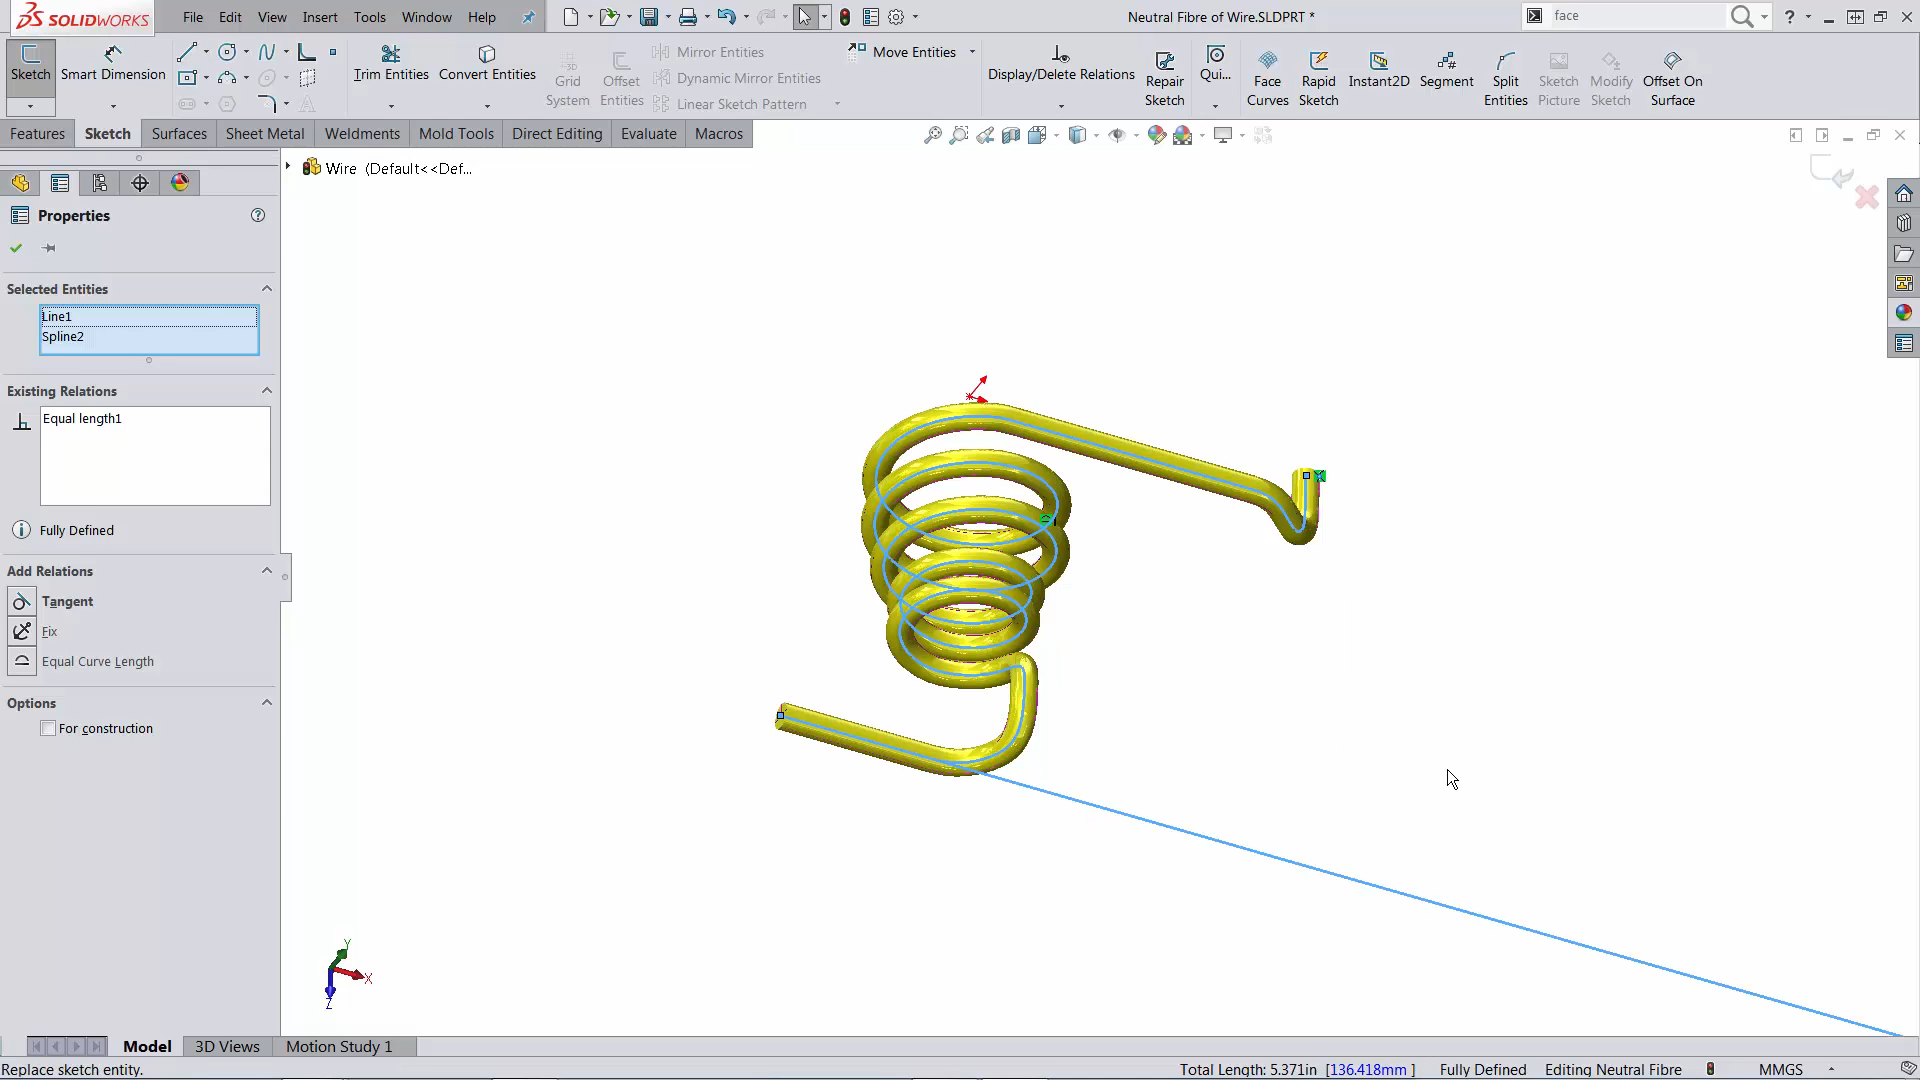 SOLIDWORKS
File Edit View Insert Tools Window Help
Neutral Fibre of Wire.SLDPRT *
face
Sketch
Smart Dimension
Trim Entities
Convert Entities
Grid System
Offset Entities
Mirror Entities
Dynamic Mirror Entities
Linear Sketch Pattern
Move Entities
Display/Delete Relations
Repair Sketch
Qui...
Face Curves
Rapid Sketch
Instant2D
Segment
Split Entities
Sketch Picture
Modify Sketch
Offset On Surface
Features Sketch Surfaces Sheet Metal Weldments Mold Tools Direct Editing Evaluate Macros
Wire (Default<<Def...
Properties
Selected Entities
Line1
Spline2
Existing Relations
Equal length1
Fully Defined
Add Relations
Tangent
Fix
Equal Curve Length
Options
For construction
Y
X
Z
Model 3D Views Motion Study 1
Replace sketch entity.
Total Length: 5.371in [136.418mm ] Fully Defined Editing Neutral Fibre MMGS